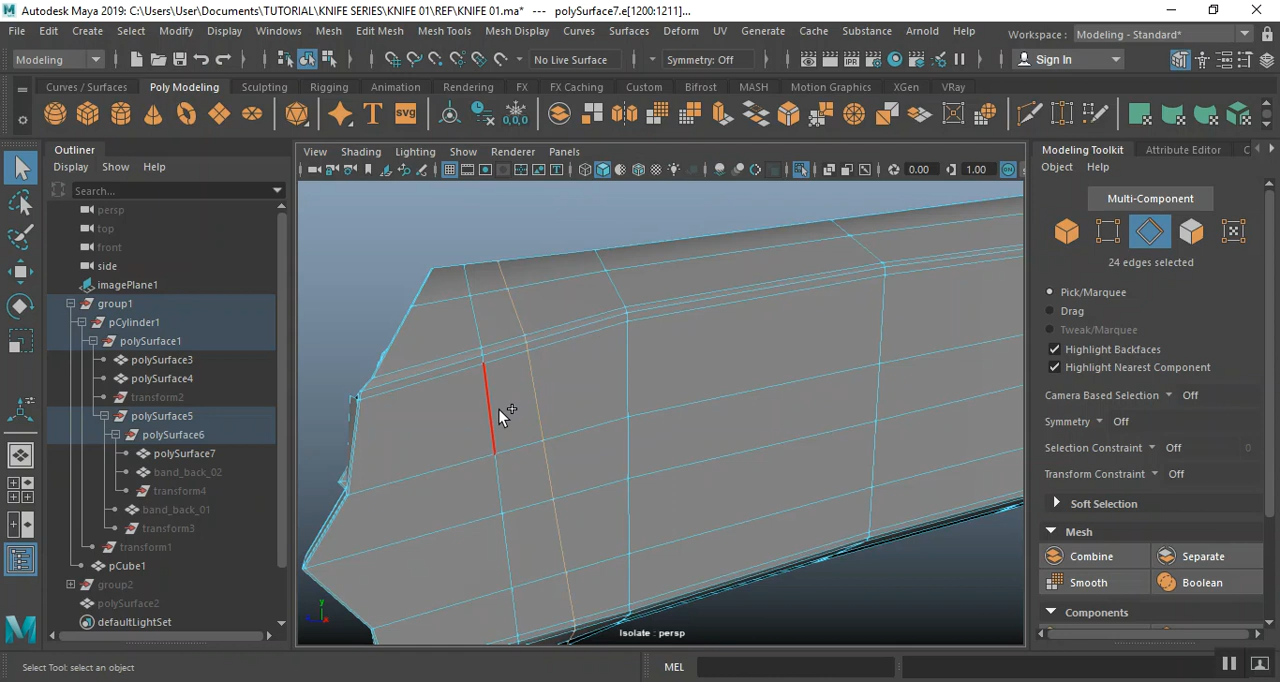 Autodesk Maya 2019: C:\Users\User\Documents\TUTORIAL\KNIFE SERIES\KNIFE 01\REF\KNIFE 01.ma* --- polySurface7.e[1200:1211]...
File Edit Create Select Modify Display Windows Mesh Edit Mesh Mesh Tools Mesh Display Curves Surfaces Deform UV Generate Cache Substance Arnold Help Workspace : Modeling - Standard*
Modeling No Live Surface Symmetry: Off IPR Sign In
Curves / Surfaces Poly Modeling Sculpting Rigging Animation Rendering FX FX Caching Custom Bifrost MASH Motion Graphics XGen VRay
T SVG 0,0,0
Outliner
Display Show Help
Search...
persp
top
front
side
imagePlane1
group1
pCylinder1
polySurface1
polySurface3
polySurface4
transform2
polySurface5
polySurface6
polySurface7
band_back_02
transform4
band_back_01
transform3
transform1
pCube1
group2
polySurface2
defaultLightSet
View Shading Lighting Show Renderer Panels
0.00 1.00
Isolate : persp
Modeling Toolkit Attribute Editor C
Object Help
Multi-Component
24 edges selected
Pick/Marquee
Drag
Tweak/Marquee
Highlight Backfaces
Highlight Nearest Component
Camera Based Selection Off
Symmetry Off
Selection Constraint Off 0
Transform Constraint Off
Soft Selection
Mesh
Combine Separate
Smooth Boolean
Components
Select Tool: select an object MEL